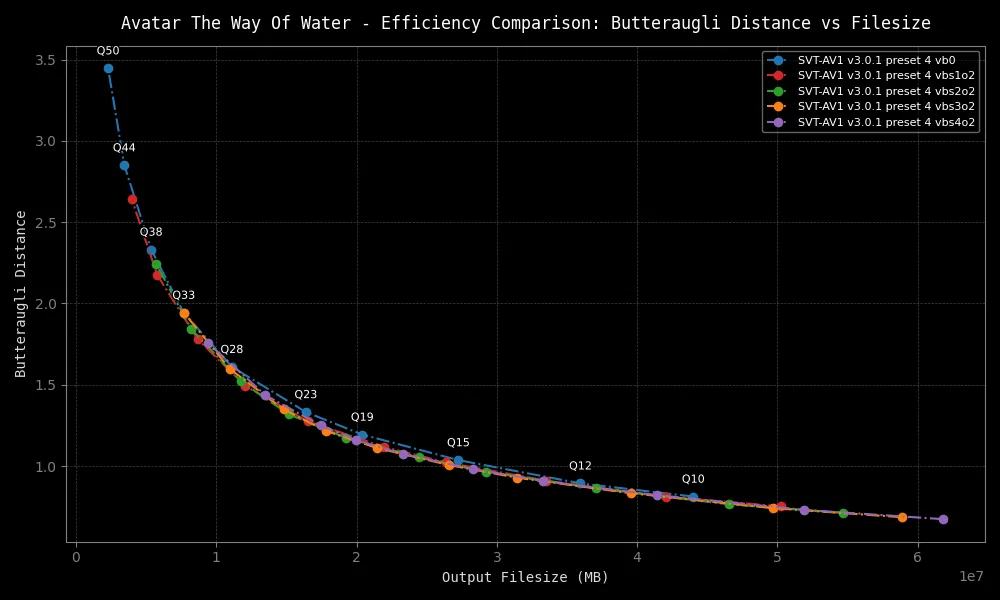 Avatar The Way Of Water - Efficiency Comparison: Butteraugli Distance vs Filesize
SVT-AV1 v3.0.1 preset 4 vb0
SVT-AV1 v3.0.1 preset 4 vbs1o2
SVT-AV1 v3.0.1 preset 4 vbs2o2
SVT-AV1 v3.0.1 preset 4 vbs3o2
SVT-AV1 v3.0.1 preset 4 vbs4o2
Q50
Q44
Q38
Q33
Q28
Q23
Q19
Q15
Q12
Q10
Butteraugli Distance
3.5
3.0
2.5
2.0
1.5
1.0
0 1 2 3 4 5 6
1e7
Output Filesize (MB)